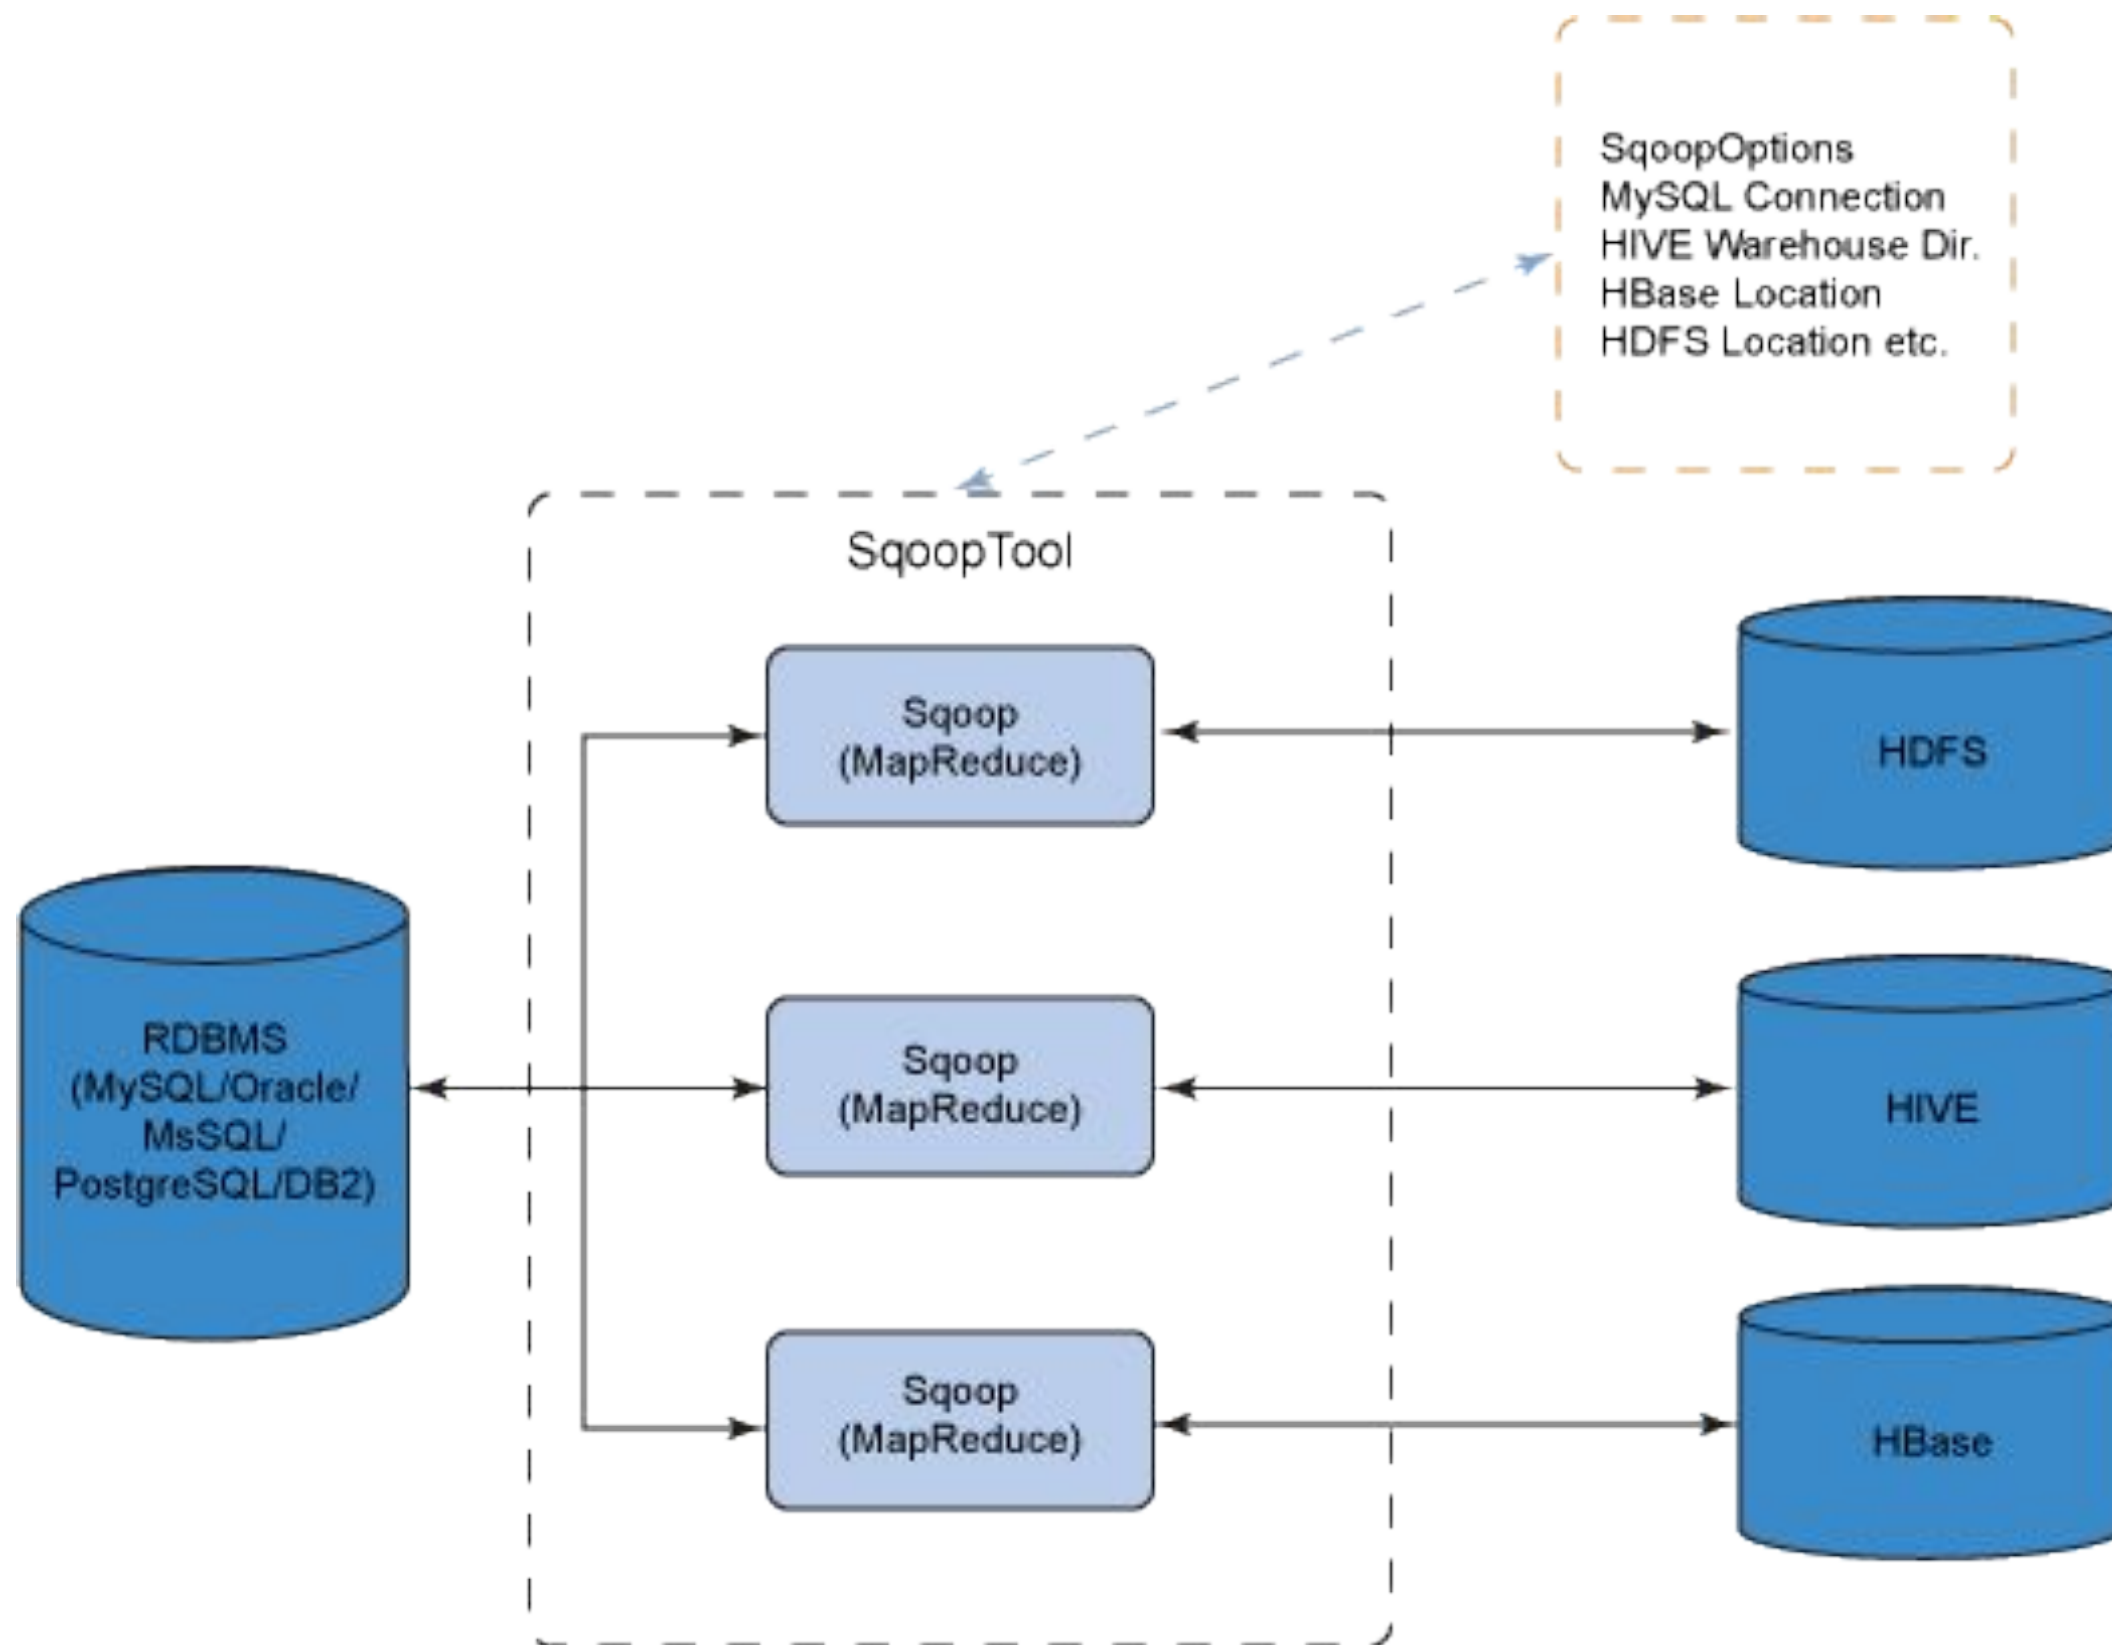 SqoopOptions
MySQL Connection
HIVE Warehouse Dir.
HBase Location
HDFS Location etc.
SqoopTool
Sqoop
(MapReduce)
HDFS
RDBMS
(MySQL/Oracle/
MsSQL/
PostgreSQL/DB2)
Sqoop
(MapReduce)
HIVE
Sqoop
(MapReduce)
HBase